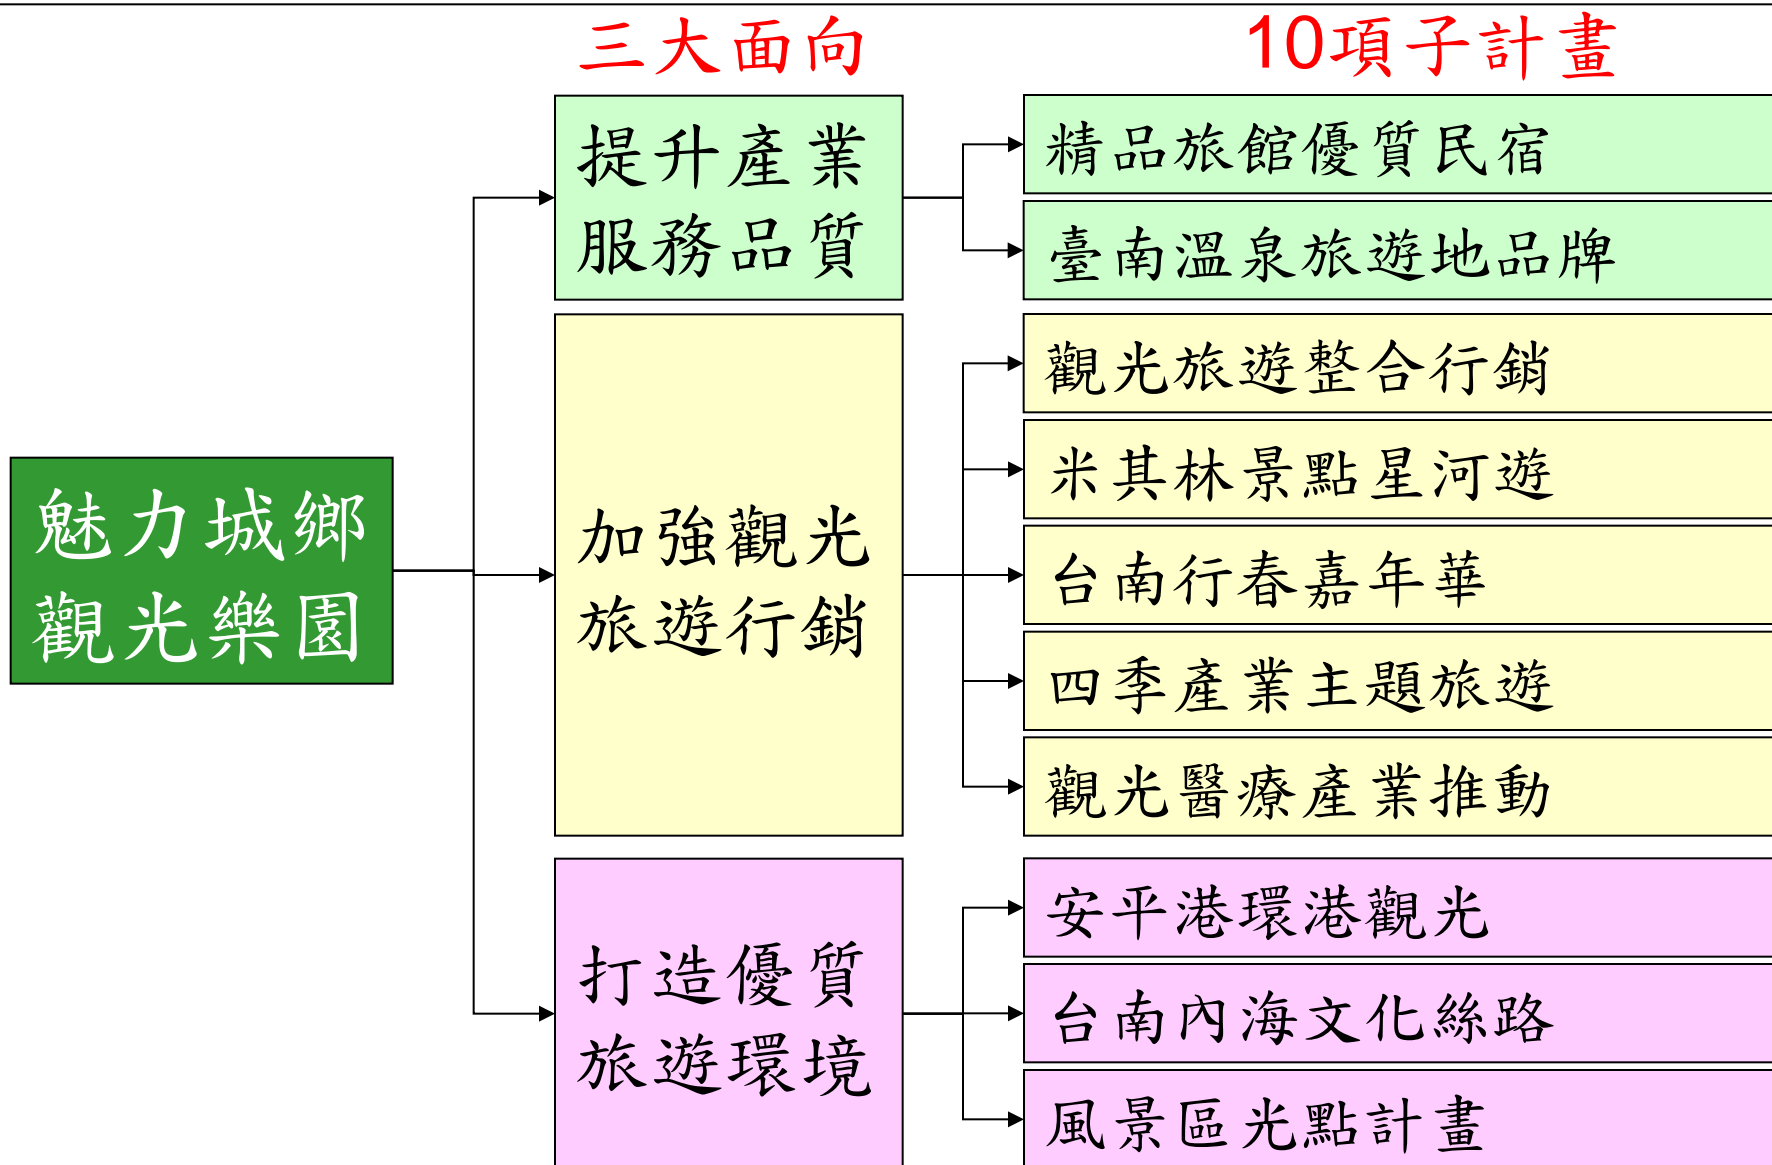 三大面向
10項子計畫
魅力城鄉
觀光樂園
提升產業
服務品質
精品旅館優質民宿
臺南溫泉旅遊地品牌
加強觀光
旅遊行銷
觀光旅遊整合行銷
米其林景點星河遊
台南行春嘉年華
四季產業主題旅遊
觀光醫療產業推動
打造優質
旅遊環境
安平港環港觀光
台南內海文化絲路
風景區光點計畫